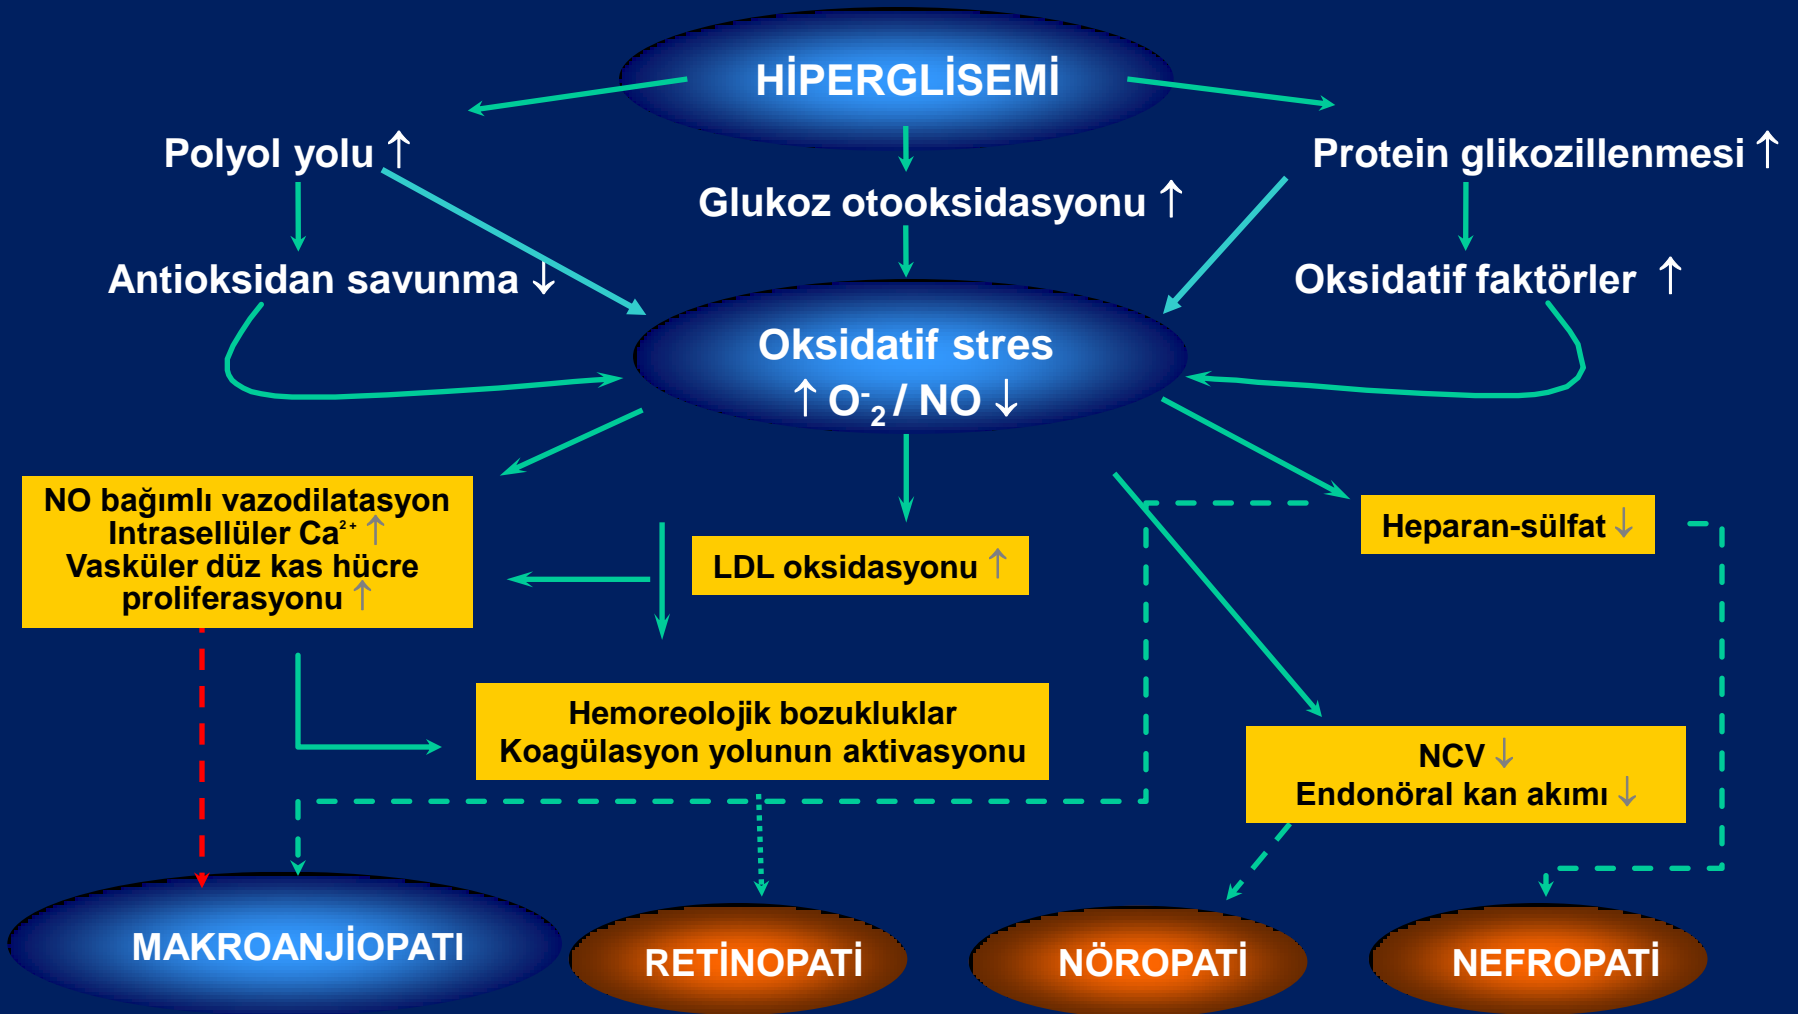 HİPERGLİSEMİ
Polyol yolu ↑
Protein glikozillenmesi ↑
Glukoz otooksidasyonu ↑
Antioksidan savunma ↓
Oksidatif faktörler ↑
Oksidatif stres
↑ O⁻₂ / NO ↓
NO bağımlı vazodilatasyon
Intrasellüler Ca²⁺ ↑
Vasküler düz kas hücre
proliferasyonu ↑
LDL oksidasyonu ↑
Heparan-sülfat ↓
Hemoreolojik bozukluklar
Koagülasyon yolunun aktivasyonu
NCV ↓
Endonöral kan akımı ↓
MAKROANJİOPATI
RETİNOPATİ
NÖROPATİ
NEFROPATİ